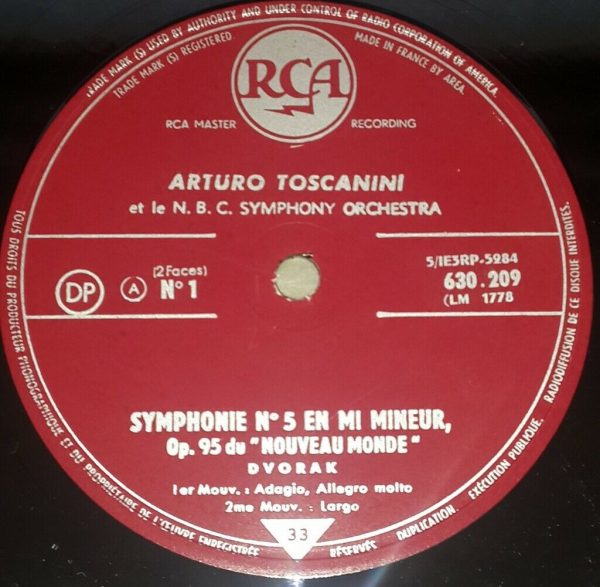 TRADE MARK (S) USED BY AUTHORITY AND UNDER CONTROL OF RADIO CORPORATION OF AMERICA.
TRADE MARK (S) REGISTERED.
MADE IN FRANCE BY AREA.
RCA
RCA MASTER RECORDING
ARTURO TOSCANINI
et le N. B. C. SYMPHONY ORCHESTRA
(2 Faces)
DP A N° 1
5/1E3RP-5284
630.209
(LM 1778
SYMPHONIE N° 5 EN MI MINEUR,
Op. 95 du "NOUVEAU MONDE"
DVORAK
1er Mouv. : Adagio, Allegro molto
2me Mouv. : Largo
33
TOUS DROITS DU PRODUCTEUR PHONOGRAPHIQUE ET DU PROPRIÉTAIRE DE L'ŒUVRE ENREGISTRÉE RÉSERVÉS. DUPLICATION. EXÉCUTION PUBLIQUE. RADIODIFFUSION DE CE DISQUE INTERDITES.